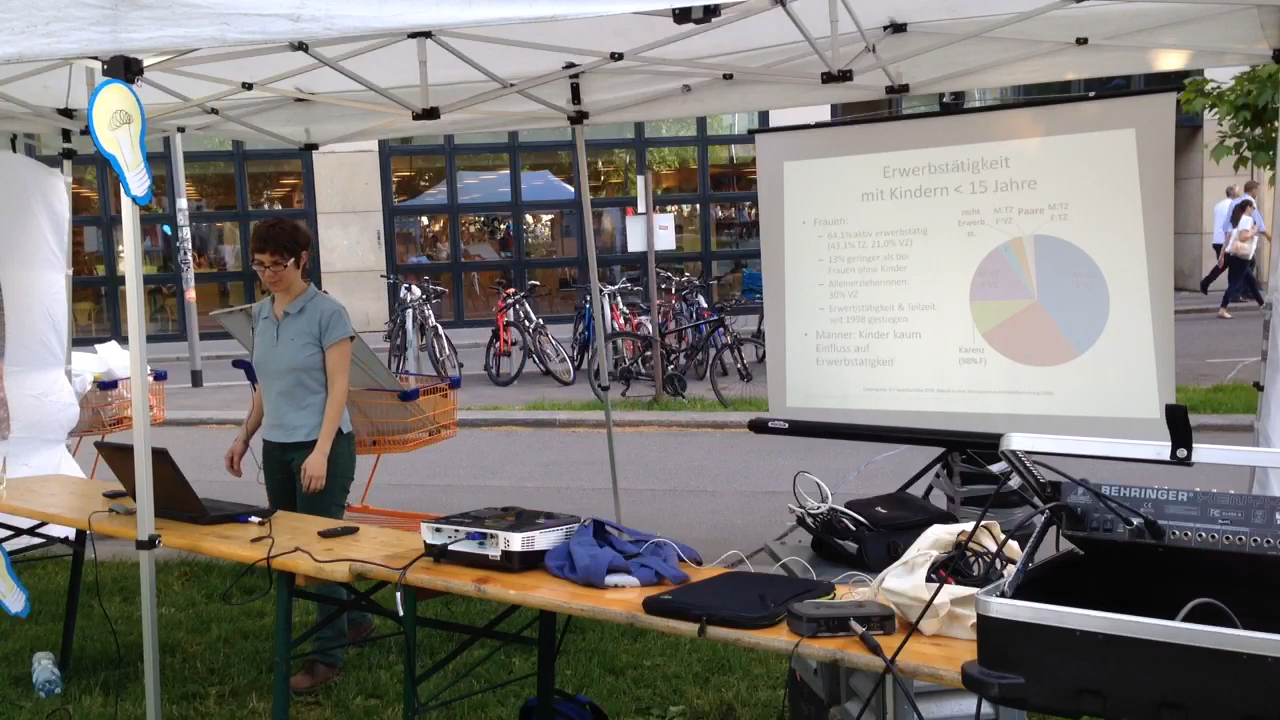 Erwerbstätigkeit
mit Kindern < 15 Jahre
• Frauen:
– 64,1% aktiv erwerbstätig
(43,1% TZ, 21,0% VZ)
– 13% geringer als bei
Frauen ohne Kinder
– Alleinerzieherinnen
30% VZ
– Erwerbstätigkeit & Teilzeit
seit 1998 gestiegen
• Männer: Kinder kaum
Einfluss auf
Erwerbstätigkeit
nicht
Erwerb
st.
M:TZ
F:VZ
Paare
M:TZ
F:TZ
Karenz
(98% F)
BEHRINGER